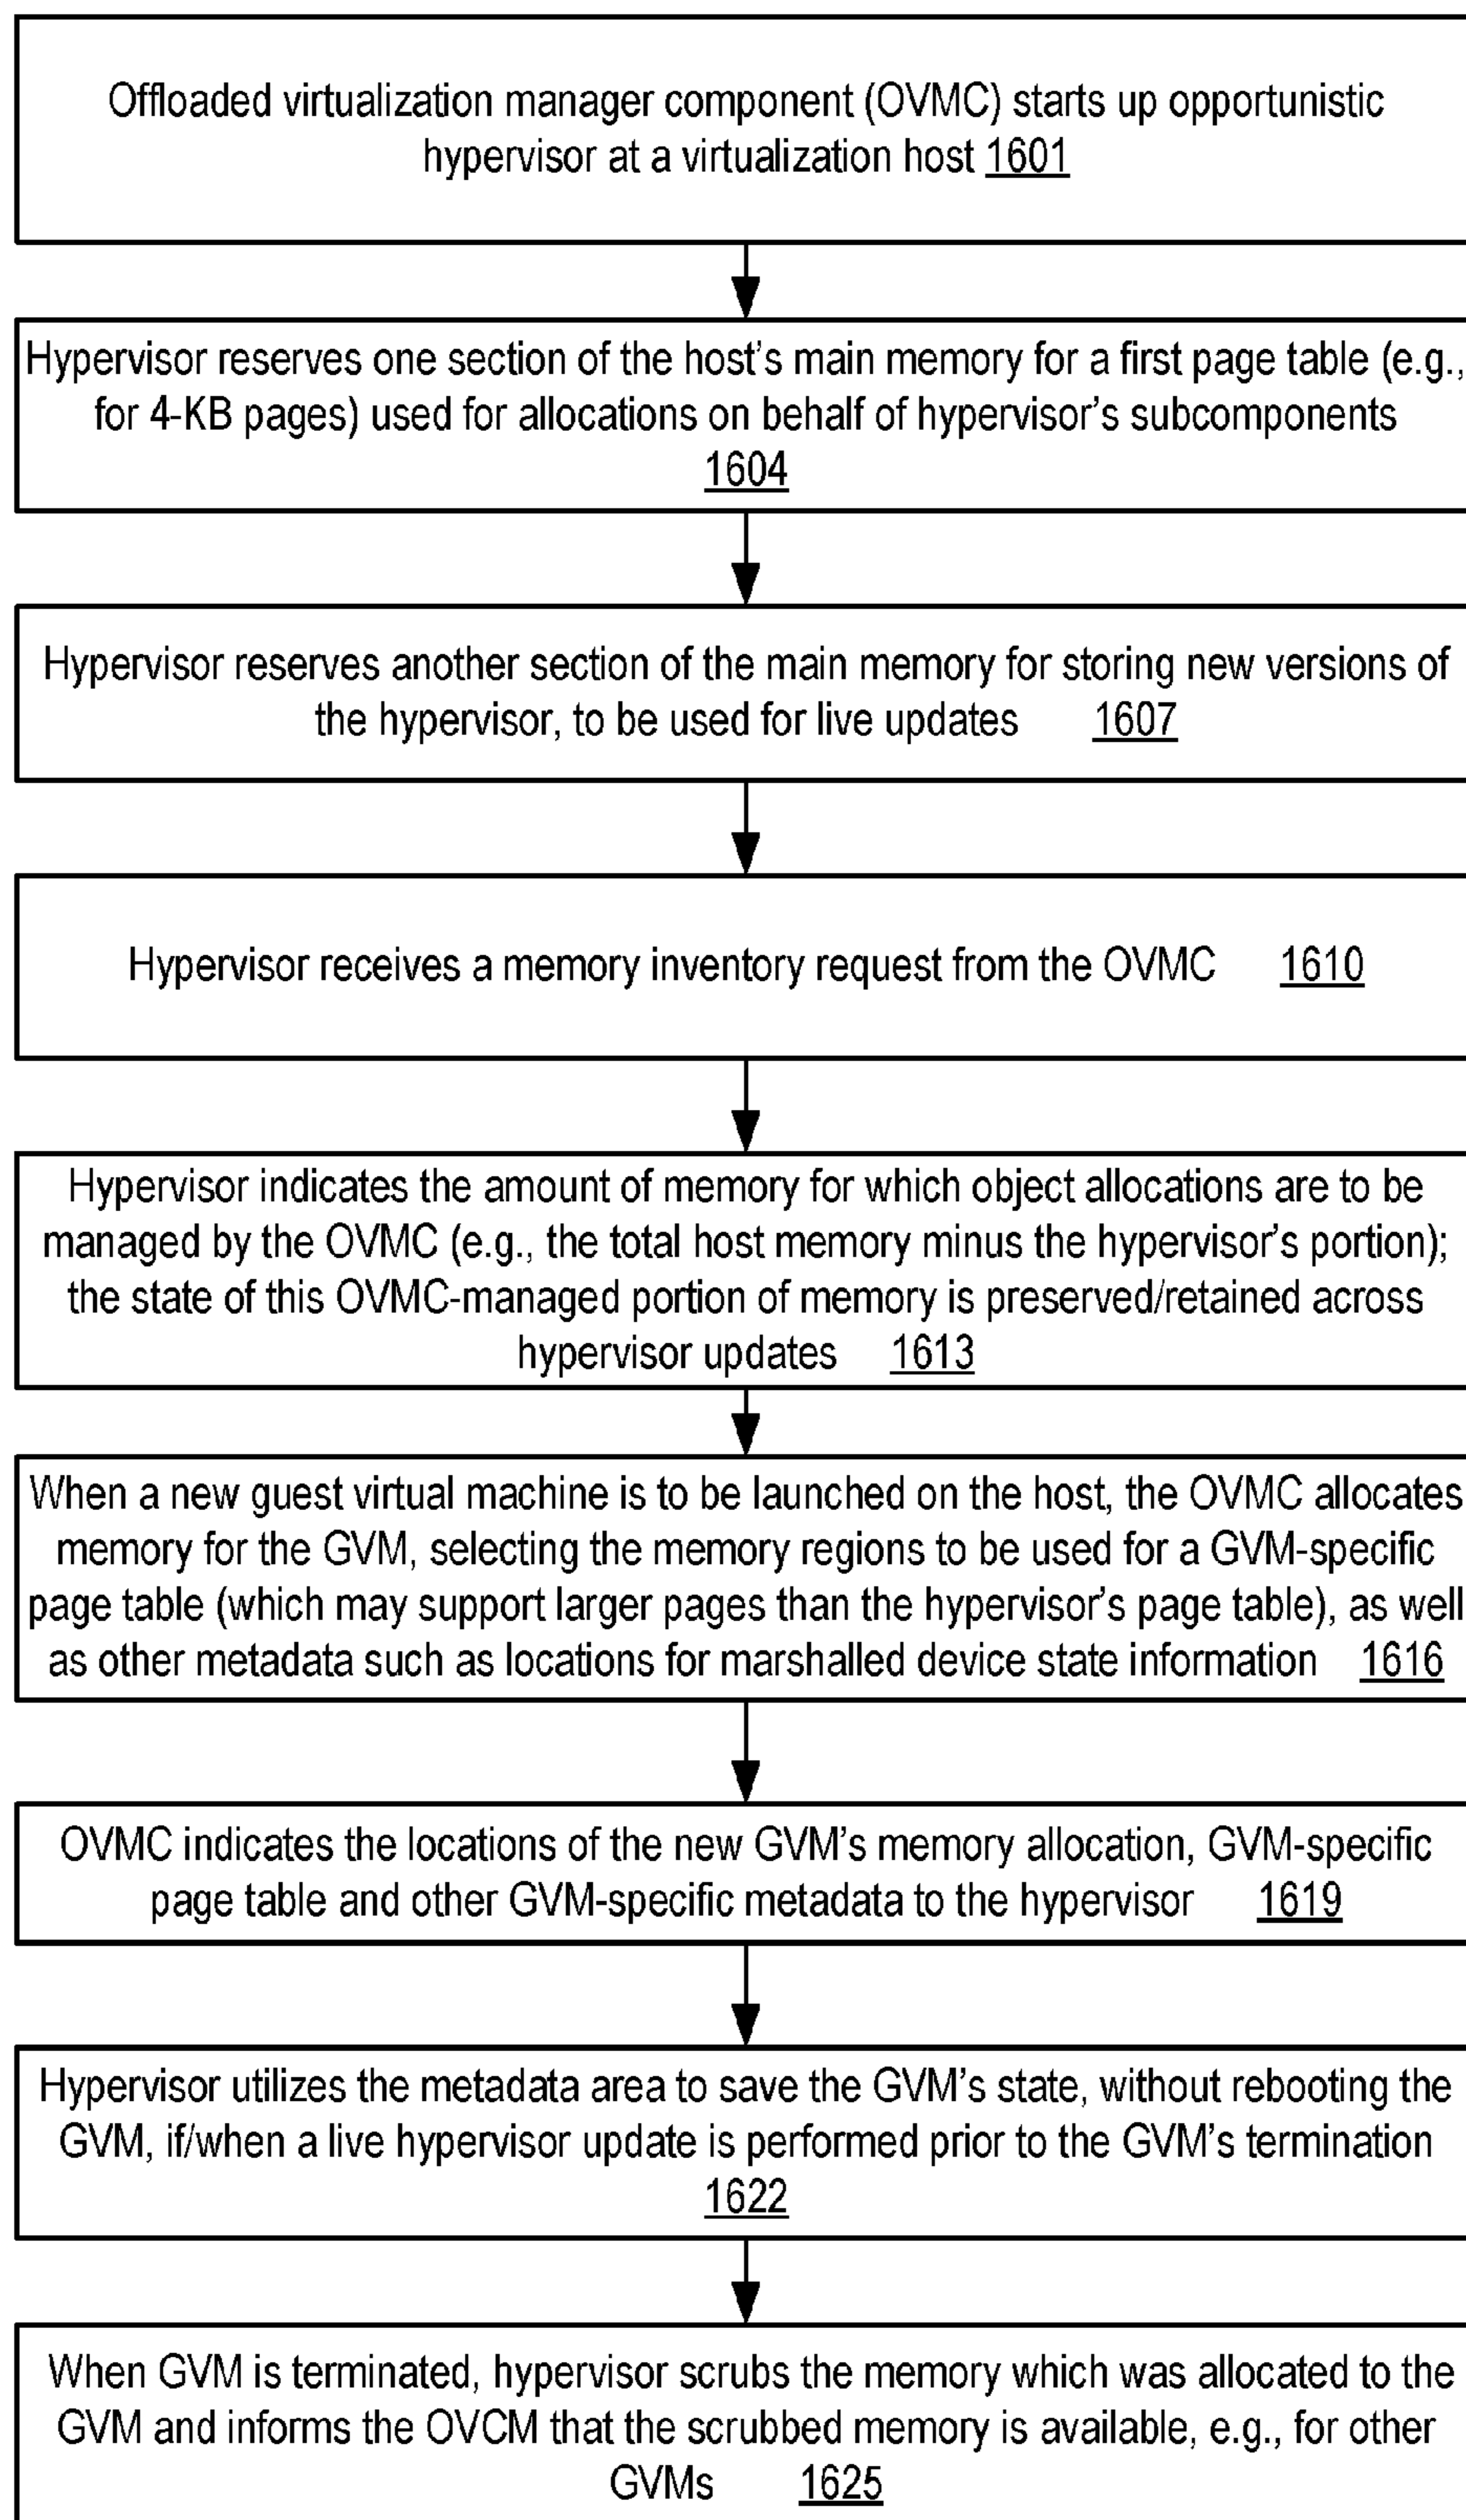 Offloaded virtualization manager component (OVMC) starts up opportunistic
hypervisor at a virtualization host 1601
Hypervisor reserves one section of the host's main memory for a first page table (e.g.,
for 4-KB pages) used for allocations on behalf of hypervisor's subcomponents
1604
Hypervisor reserves another section of the main memory for storing new versions of
the hypervisor, to be used for live updates 1607
Hypervisor receives a memory inventory request from the OVMC 1610
Hypervisor indicates the amount of memory for which object allocations are to be
managed by the OVMC (e.g., the total host memory minus the hypervisor's portion);
the state of this OVMC-managed portion of memory is preserved/retained across
hypervisor updates 1613
When a new guest virtual machine is to be launched on the host, the OVMC allocates
memory for the GVM, selecting the memory regions to be used for a GVM-specific
page table (which may support larger pages than the hypervisor's page table), as well
as other metadata such as locations for marshalled device state information 1616
OVMC indicates the locations of the new GVM's memory allocation, GVM-specific
page table and other GVM-specific metadata to the hypervisor 1619
Hypervisor utilizes the metadata area to save the GVM's state, without rebooting the
GVM, if/when a live hypervisor update is performed prior to the GVM's termination
1622
When GVM is terminated, hypervisor scrubs the memory which was allocated to the
GVM and informs the OVCM that the scrubbed memory is available, e.g., for other
GVMs 1625